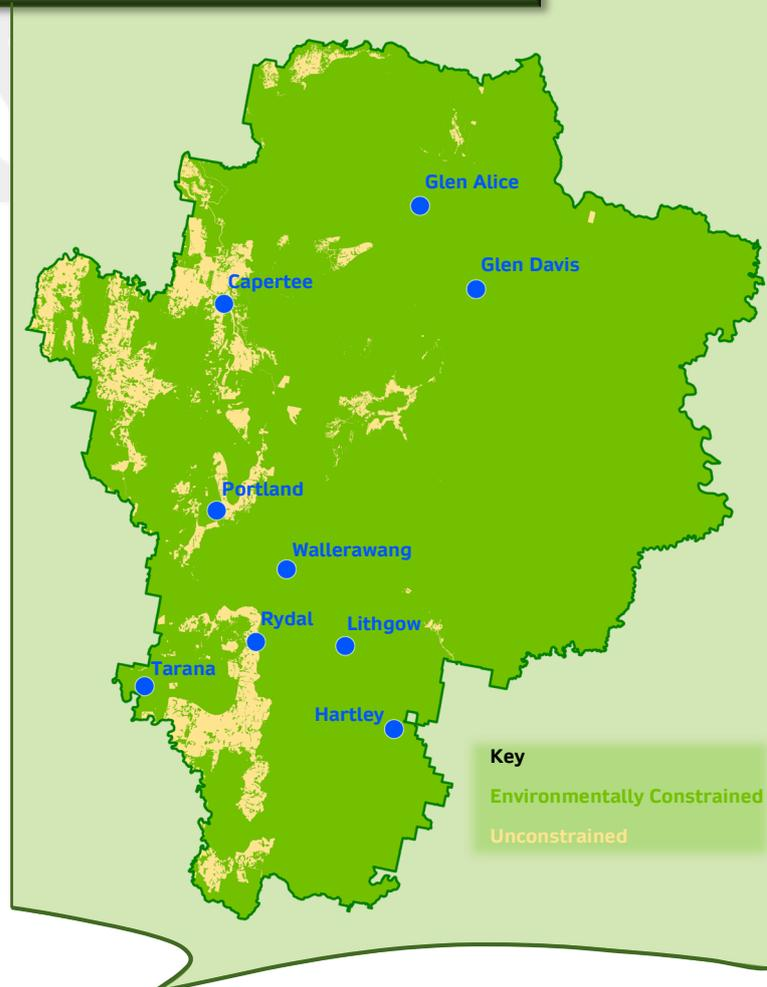 Glen Alice
Glen Davis
Capertee
Portland
Wallerawang
Rydal
Lithgow
Tarana
Hartley
Key
Environmentally Constrained
Unconstrained